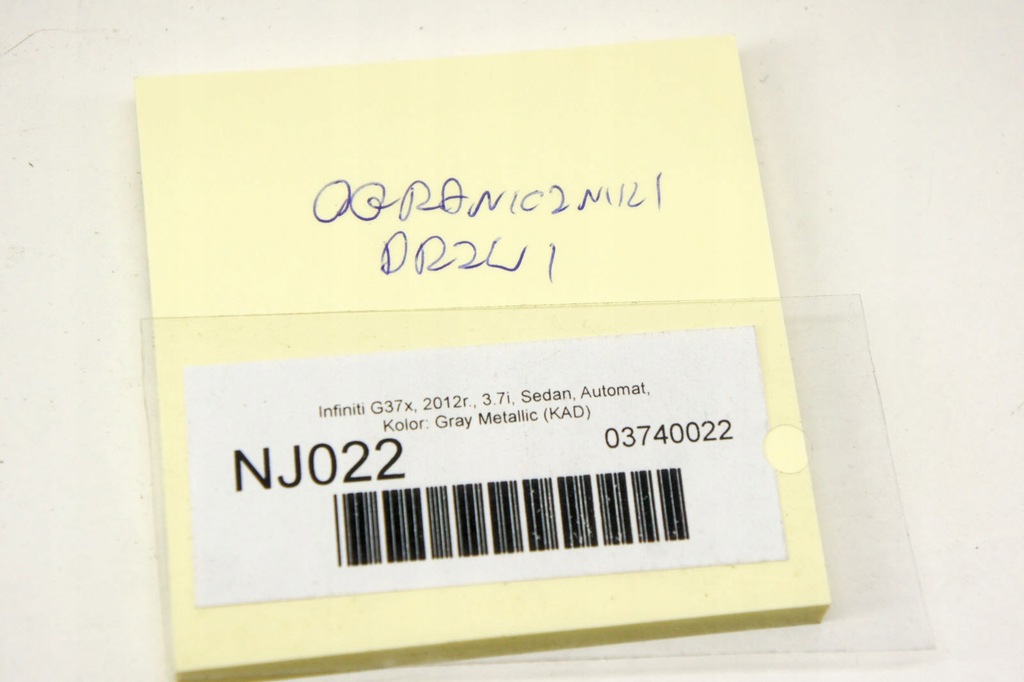 OGRANICZNIKI
DRZWI
Infiniti G37x, 2012r., 3.7i, Sedan, Automat,
Kolor: Gray Metallic (KAD)
NJ022
03740022